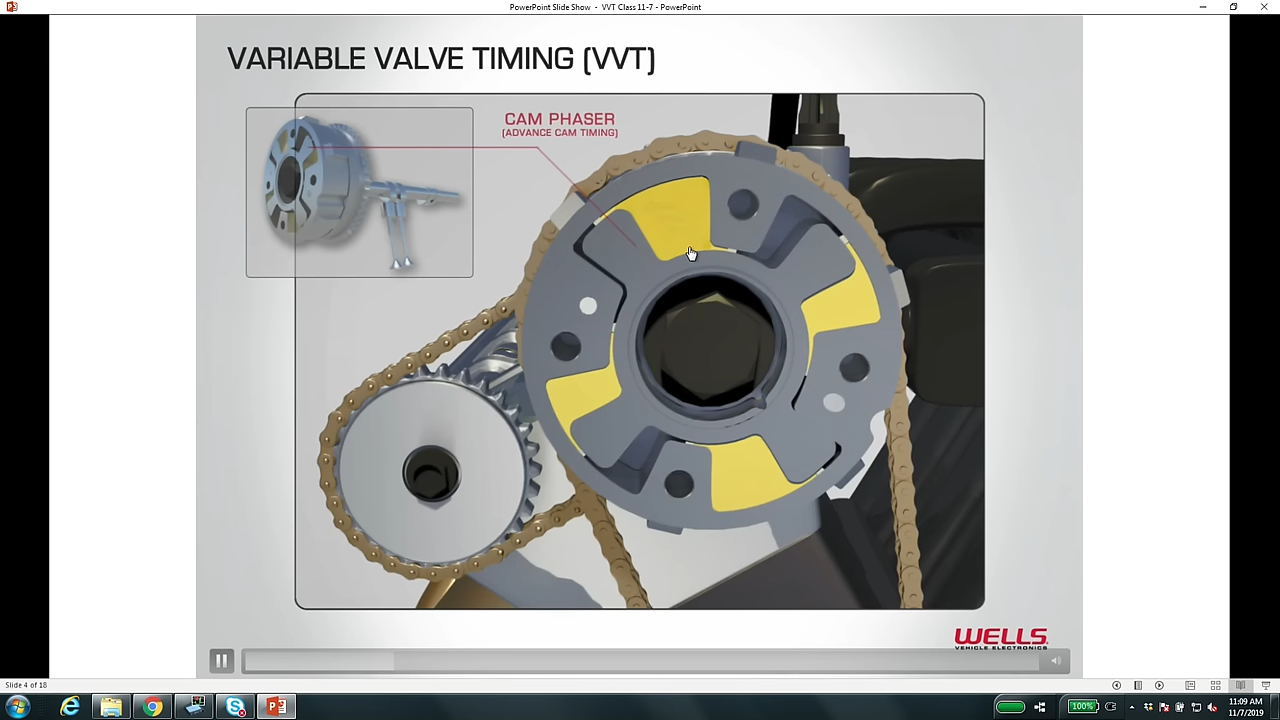 PowerPoint Slide Show - VVT Class 11-7 - PowerPoint
VARIABLE VALVE TIMING (VVT)
CAM PHASER
(ADVANCE CAM TIMING)
WELLS
VEHICLE ELECTRONICS
Slide 4 of 18
100%
11:09 AM
11/7/2019